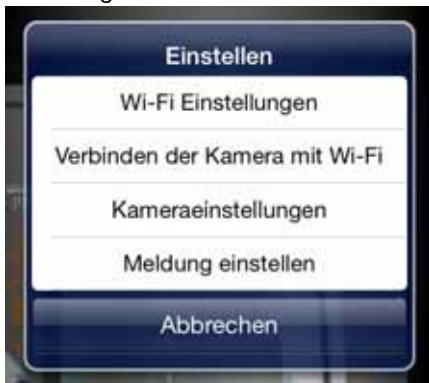 Einstellen
Wi-Fi Einstellungen
Verbinden der Kamera mit Wi-Fi
Kameraeinstellungen
Meldung einstellen
Abbrechen